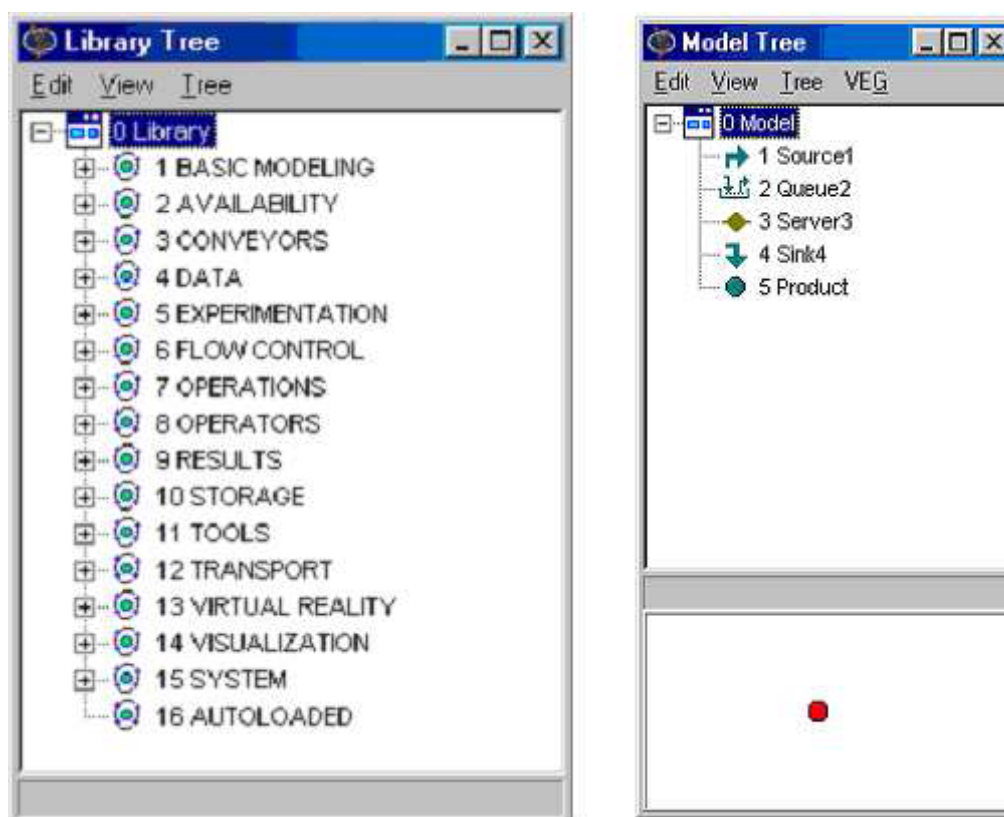 Library Tree
Edit View Tree
0 Library
1 BASIC MODELING
2 AVAILABILITY
3 CONVEYORS
4 DATA
5 EXPERIMENTATION
6 FLOW CONTROL
7 OPERATIONS
8 OPERATORS
9 RESULTS
10 STORAGE
11 TOOLS
12 TRANSPORT
13 VIRTUAL REALITY
14 VISUALIZATION
15 SYSTEM
16 AUTOLOADED
Model Tree
Edit View Tree VEG
0 Model
1 Source1
2 Queue2
3 Server3
4 Sink4
5 Product